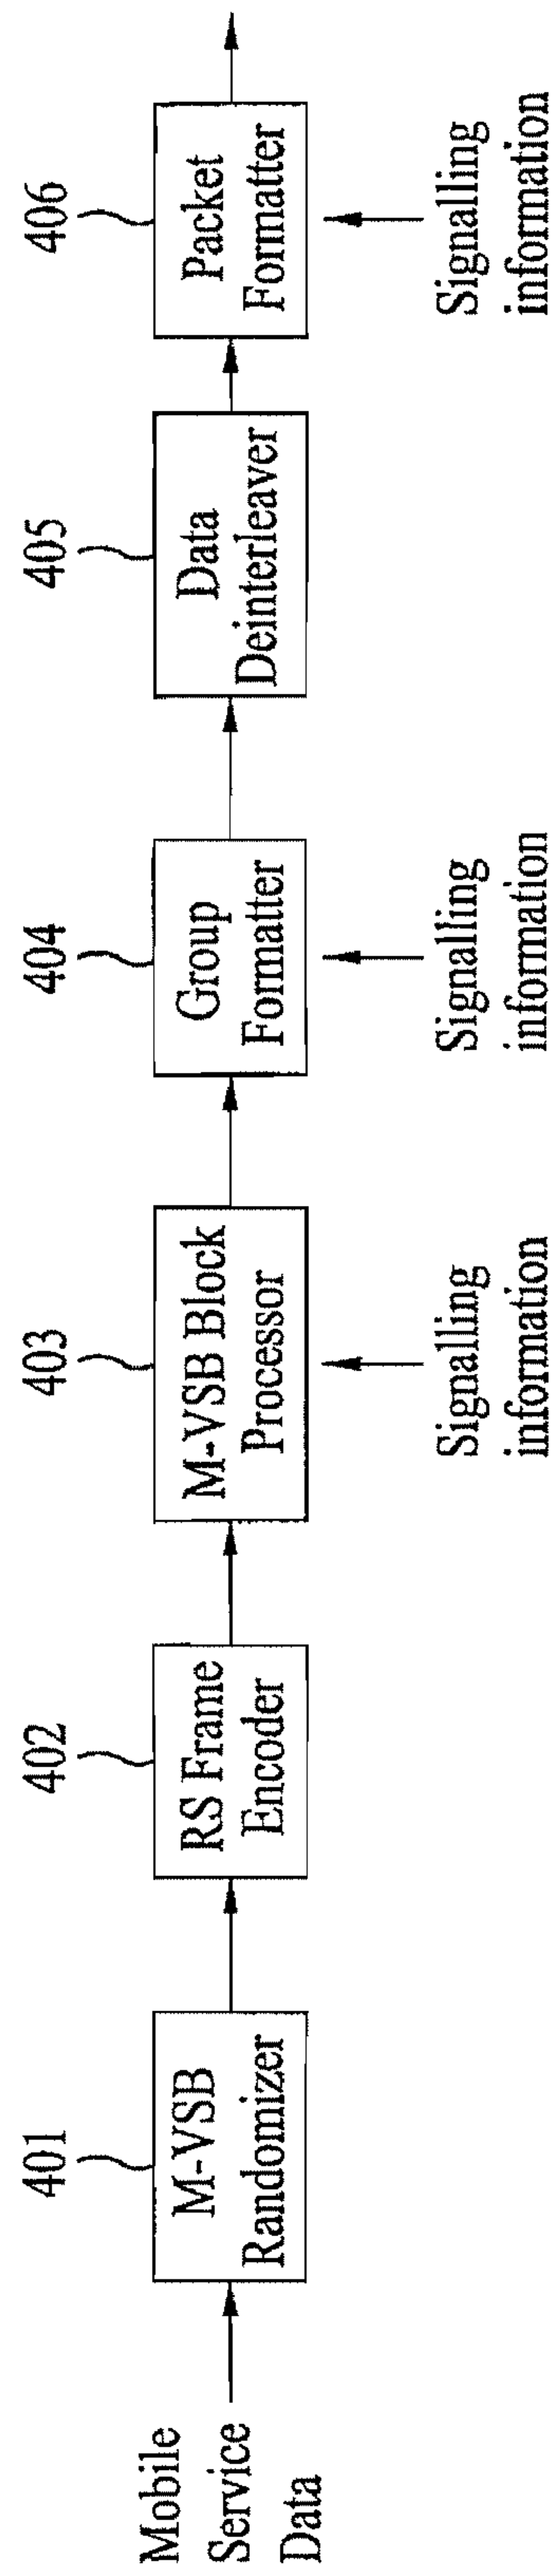 401
402
403
404
405
406
Mobile
Service
Data
M-VSB
Randomizer
RS Frame
Encoder
M-VSB Block
Processor
Group
Formatter
Data
Deinterleaver
Packet
Formatter
Signalling
information
Signalling
information
Signalling
information